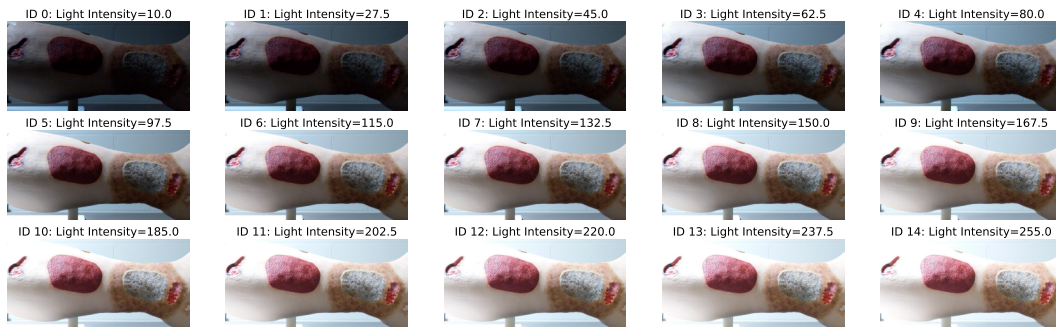 ID 0: Light Intensity=10.0
ID 1: Light Intensity=27.5
ID 2: Light Intensity=45.0
ID 3: Light Intensity=62.5
ID 4: Light Intensity=80.0
ID 5: Light Intensity=97.5
ID 6: Light Intensity=115.0
ID 7: Light Intensity=132.5
ID 8: Light Intensity=150.0
ID 9: Light Intensity=167.5
ID 10: Light Intensity=185.0
ID 11: Light Intensity=202.5
ID 12: Light Intensity=220.0
ID 13: Light Intensity=237.5
ID 14: Light Intensity=255.0